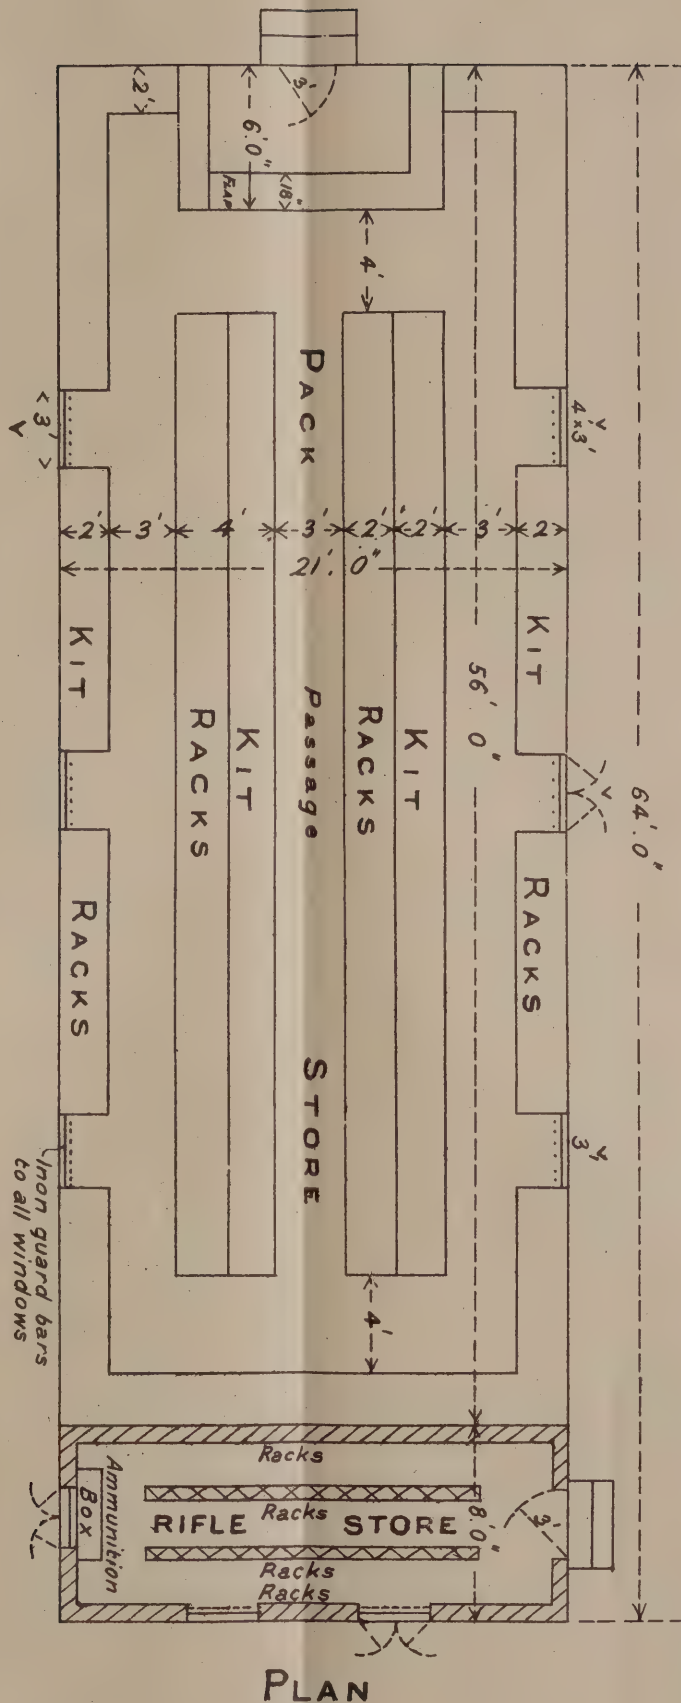 <2'>
6'.0"
3'
<18">
FLAP
4'
PACK
Passage
STORE
<3'>
V
V
4'x3'
2' 3' 4' 3' 2' 2' 3' 2
21'.0"
KIT
RACKS
KIT
RACKS
KIT
RACKS
KIT
RACKS
56'.0"
64'.0"
V
V
3'
4'
Iron guard bars
to all windows
Racks
Racks
RIFLE STORE
Racks
Racks
8'.0"
3'
Ammunition
BOX
PLAN